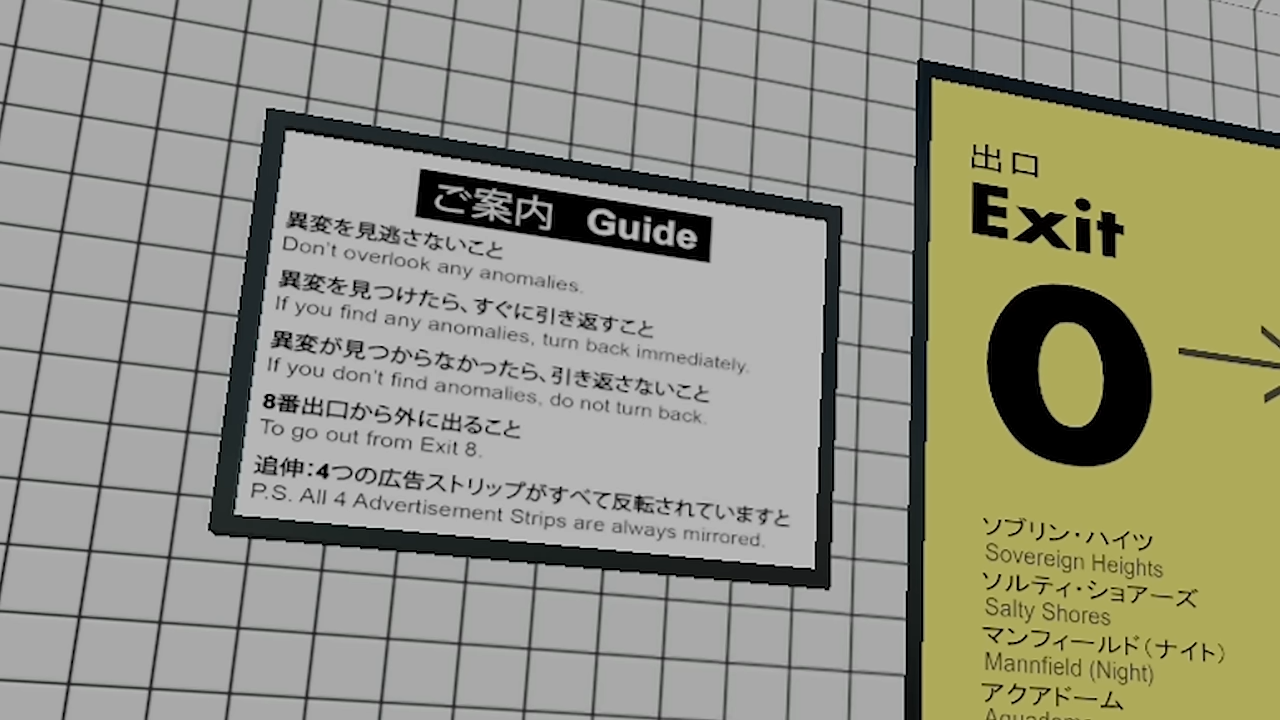 ご案内 Guide
異変を見逃さないこと
Don't overlook any anomalies.
異変を見つけたら、すぐに引き返すこと
If you find any anomalies, turn back immediately.
異変が見つからなかったら、引き返さないこと
If you don't find anomalies, do not turn back.
8番出口から外に出ること
To go out from Exit 8.
追伸:4つの広告ストリップがすべて反転されていますと
P.S. All 4 Advertisement Strips are always mirrored.
出口
Exit
0
ソブリン・ハイツ
Sovereign Heights
ソルティ・ショアーズ
Salty Shores
マンフィールド(ナイト)
Mannfield (Night)
アクアドーム